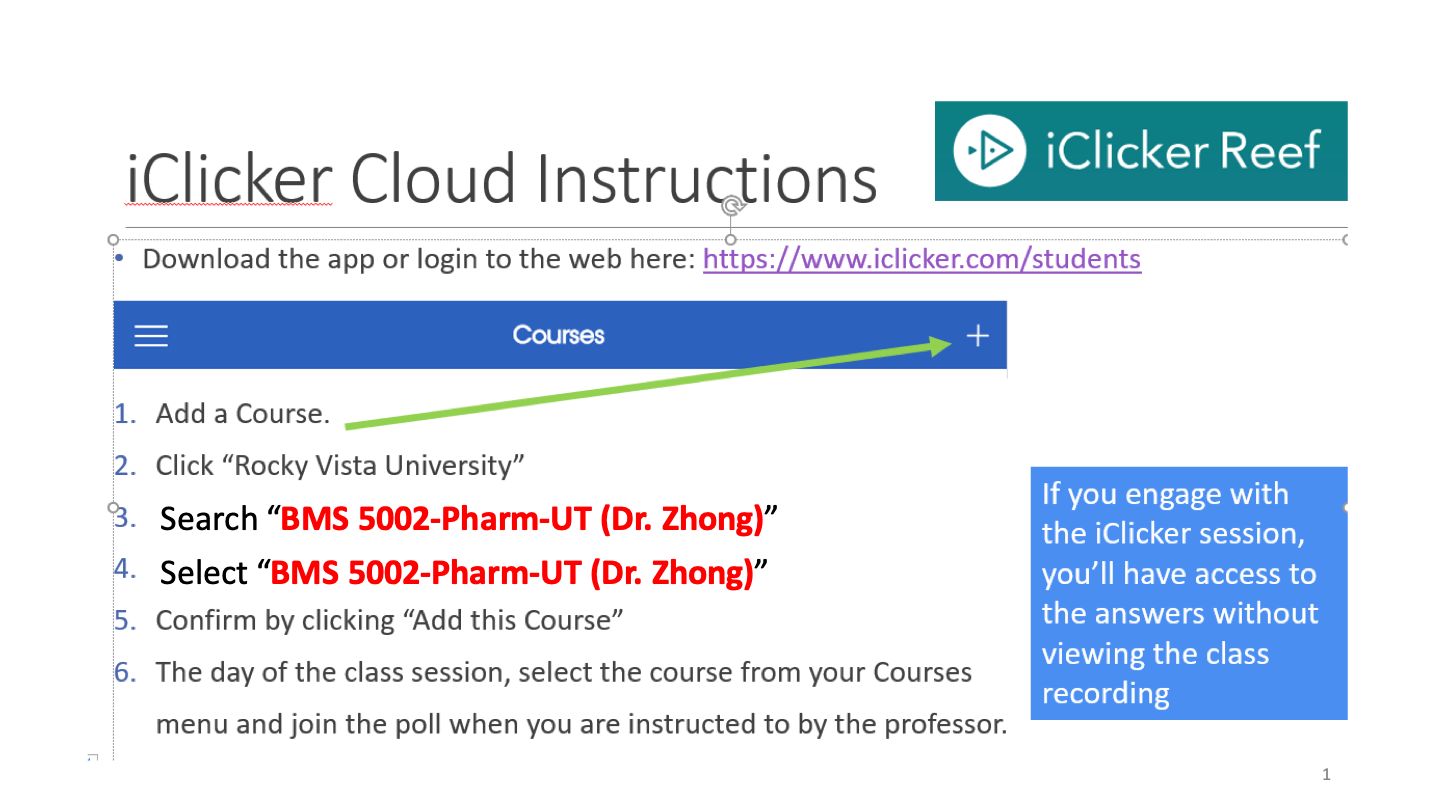 iClicker Reef
iClicker Cloud Instructions
• Download the app or login to the web here: https://www.iclicker.com/students
Courses
1. Add a Course.
2. Click “Rocky Vista University”
3. Search “BMS 5002-Pharm-UT (Dr. Zhong)”
4. Select “BMS 5002-Pharm-UT (Dr. Zhong)”
5. Confirm by clicking “Add this Course”
6. The day of the class session, select the course from your Courses
menu and join the poll when you are instructed to by the professor.
If you engage with
the iClicker session,
you’ll have access to
the answers without
viewing the class
recording
1